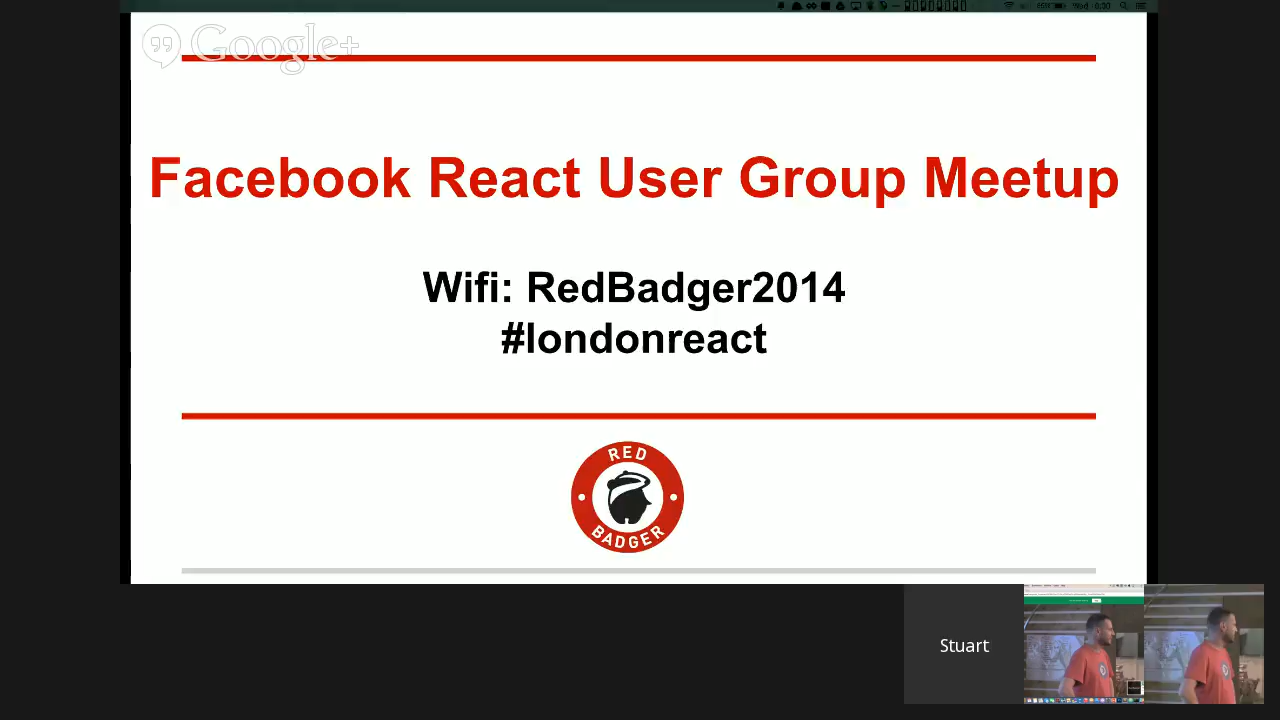 Google+
Facebook React User Group Meetup
Wifi: RedBadger2014
#londonreact
RED
BADGER
Stuart